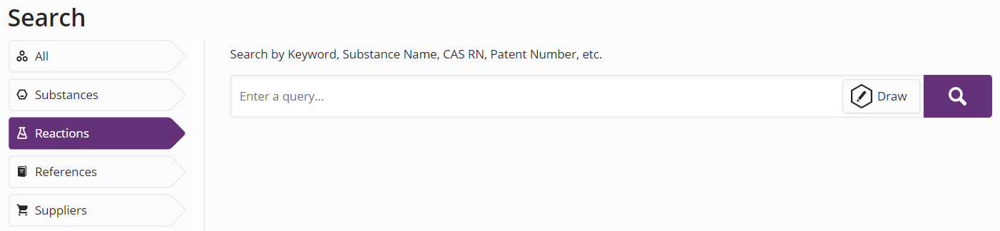 Search
All
Substances
Reactions
References
Suppliers
Search by Keyword, Substance Name, CAS RN, Patent Number, etc.
Enter a query...
Draw